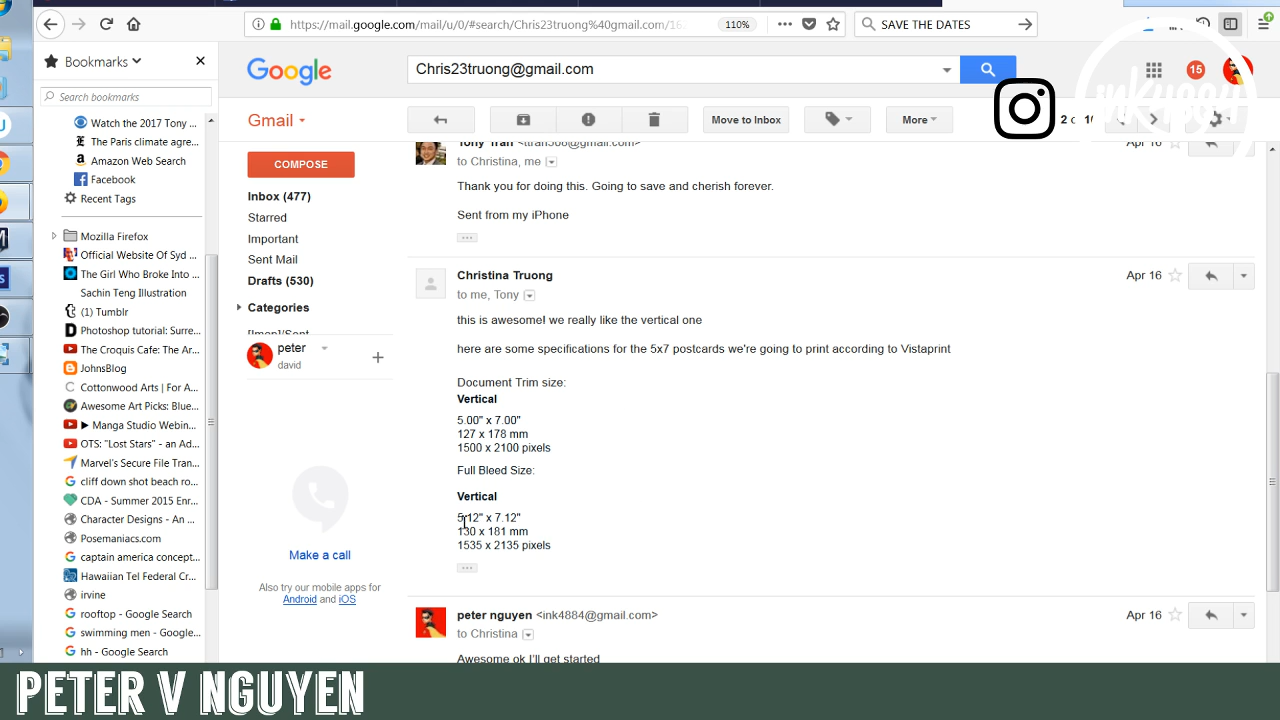 https://mail.google.com/mail/u/0/#search/Chris23truong%40gmail.com/16
110%
SAVE THE DATES
Bookmarks
Search bookmarks
Watch the 2017 Tony ...
The Paris climate agre...
Amazon Web Search
Facebook
Recent Tags
Mozilla Firefox
Official Website Of Syd ...
The Girl Who Broke Into ...
Sachin Teng Illustration
(1) Tumblr
Photoshop tutorial: Surre...
The Croquis Cafe: The Ar...
JohnsBlog
Cottonwood Arts | For A...
Awesome Art Picks: Blue...
▶ Manga Studio Webin...
OTS: "Lost Stars" - an Ad...
Marvel's Secure File Tran...
cliff down shot beach ro...
CDA - Summer 2015 Enr...
Character Designs - An ...
Posemaniacs.com
captain america concept...
Hawaiian Tel Federal Cr...
irvine
rooftop - Google Search
swimming men - Google...
hh - Google Search
Google
Chris23truong@gmail.com
15
inkyggy
Gmail
Move to Inbox
More
2 of
COMPOSE
Inbox (477)
Starred
Important
Sent Mail
Drafts (530)
Categories
[Imap]/Sent
peter
david
Make a call
Also try our mobile apps for
Android and iOS
Tony Tran
Apr 16
to Christina, me
Thank you for doing this. Going to save and cherish forever.
Sent from my iPhone
Christina Truong
Apr 16
to me, Tony
this is awesome! we really like the vertical one
here are some specifications for the 5x7 postcards we're going to print according to Vistaprint
Document Trim size:
Vertical
5.00" x 7.00"
127 x 178 mm
1500 x 2100 pixels
Full Bleed Size:
Vertical
5.12" x 7.12"
130 x 181 mm
1535 x 2135 pixels
peter nguyen <ink4884@gmail.com>
Apr 16
to Christina
Awesome ok I'll get started
PETER V NGUYEN